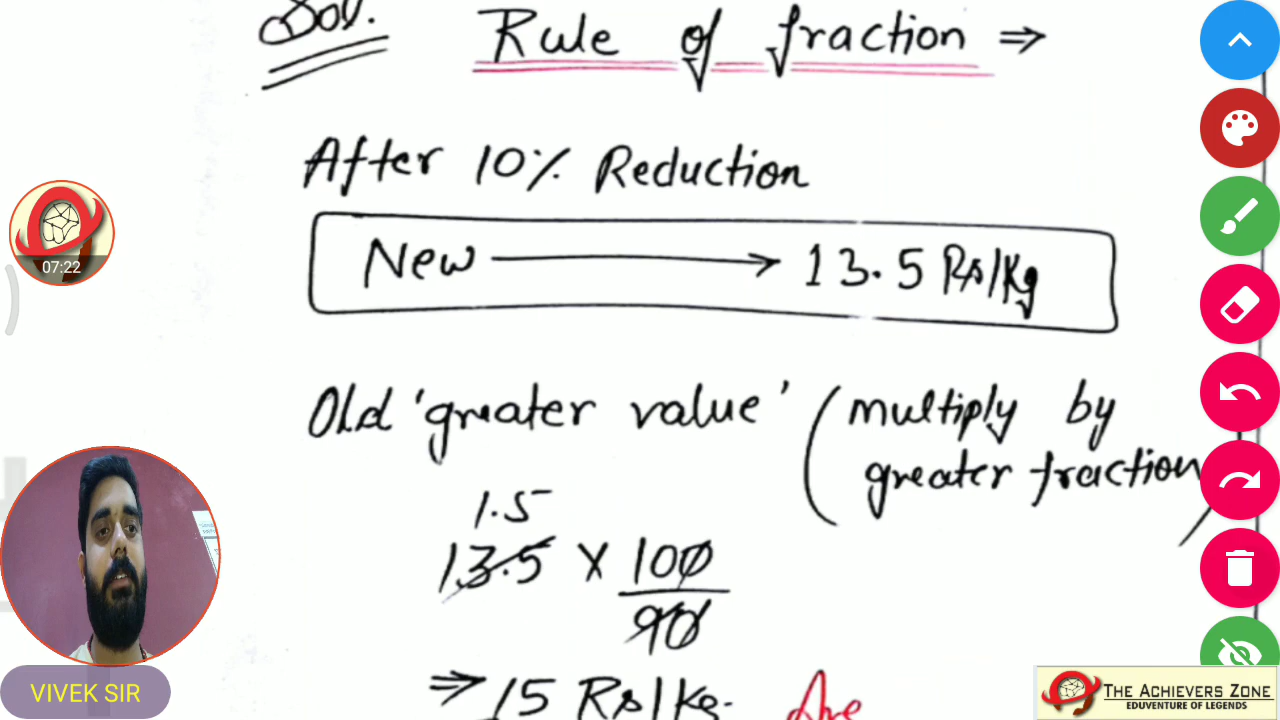 Sol.
Rule of fraction ⇒
After 10% Reduction
New → 13.5 Rs/Kg
07:22
Old 'greater value' (multiply by
greater fraction)
1.5
13.5 X 100
90
⇒ 15 Rs/Kg. Ans
VIVEK SIR
THE ACHIEVERS ZONE
EDUVENTURE OF LEGENDS